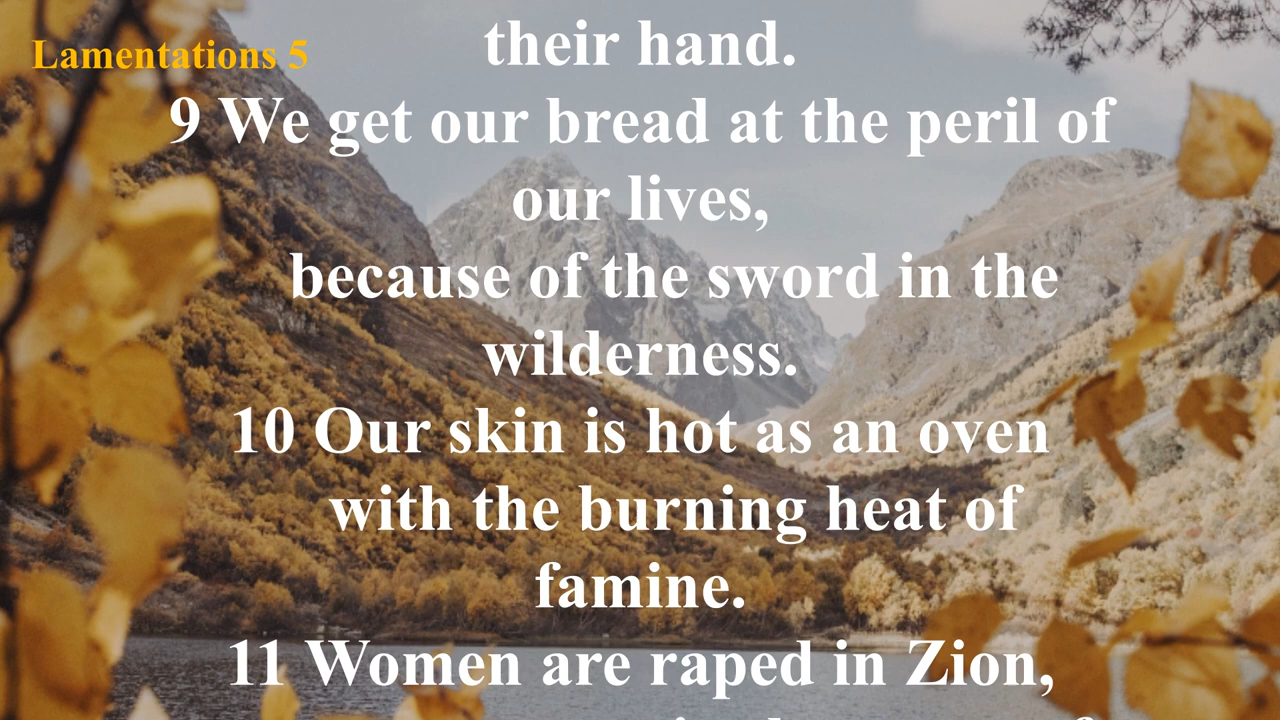 Lamentations 5
their hand.
9 We get our bread at the peril of
our lives,
because of the sword in the
wilderness.
10 Our skin is hot as an oven
with the burning heat of
famine.
11 Women are raped in Zion,